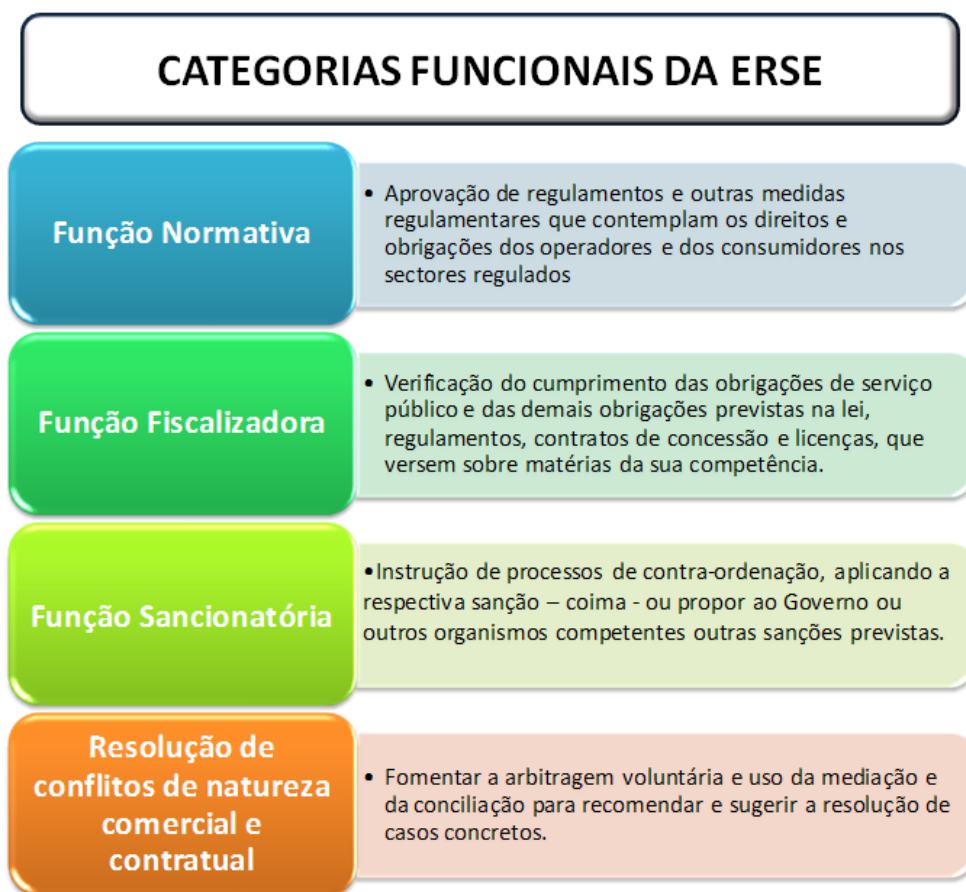 CATEGORIAS FUNCIONAIS DA ERSE
Função Normativa
• Aprovação de regulamentos e outras medidas
regulamentares que contemplam os direitos e
obrigações dos operadores e dos consumidores nos
sectores regulados
Função Fiscalizadora
• Verificação do cumprimento das obrigações de serviço
público e das demais obrigações previstas na lei,
regulamentos, contratos de concessão e licenças, que
versem sobre matérias da sua competência.
Função Sancionatória
•Instrução de processos de contra-ordenação, aplicando a
respectiva sanção – coima - ou propor ao Governo ou
outros organismos competentes outras sanções previstas.
Resolução de
conflitos de natureza
comercial e
contratual
• Fomentar a arbitragem voluntária e uso da mediação e
da conciliação para recomendar e sugerir a resolução de
casos concretos.